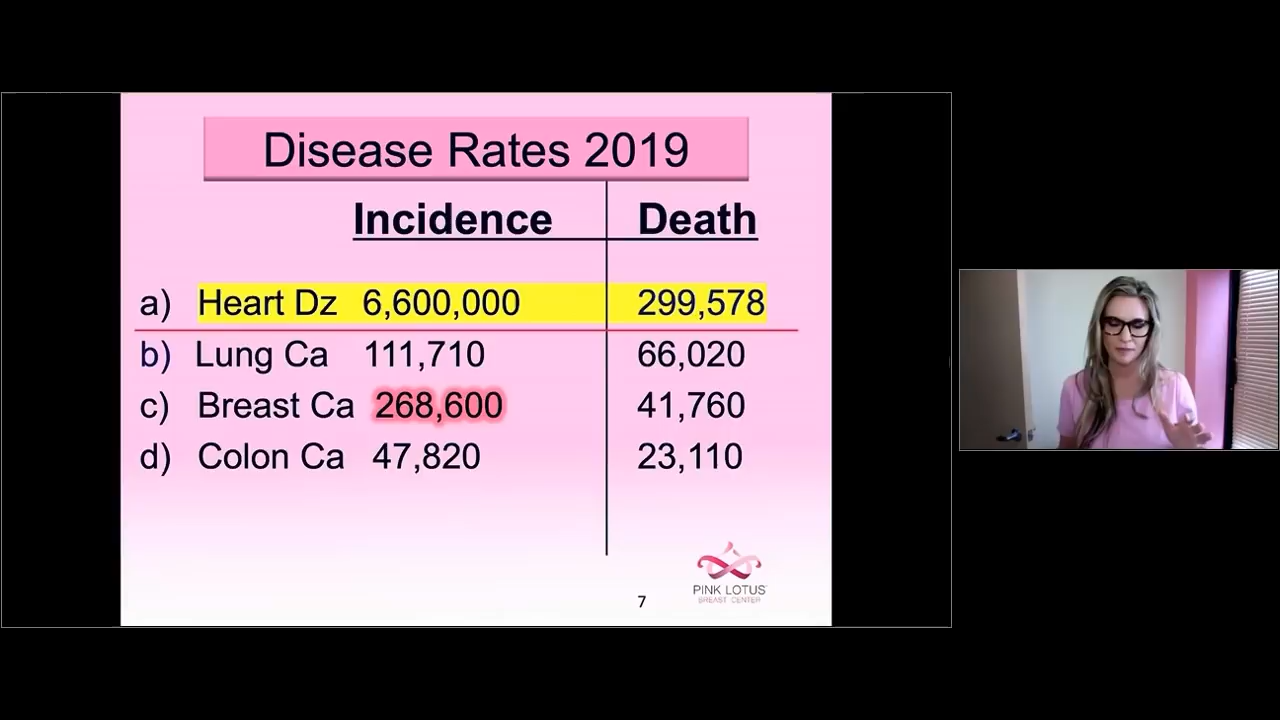 Disease Rates 2019
Incidence Death
a) Heart Dz 6,600,000 299,578
b) Lung Ca 111,710 66,020
c) Breast Ca 268,600 41,760
d) Colon Ca 47,820 23,110
PINK LOTUS
BREAST CENTER
7